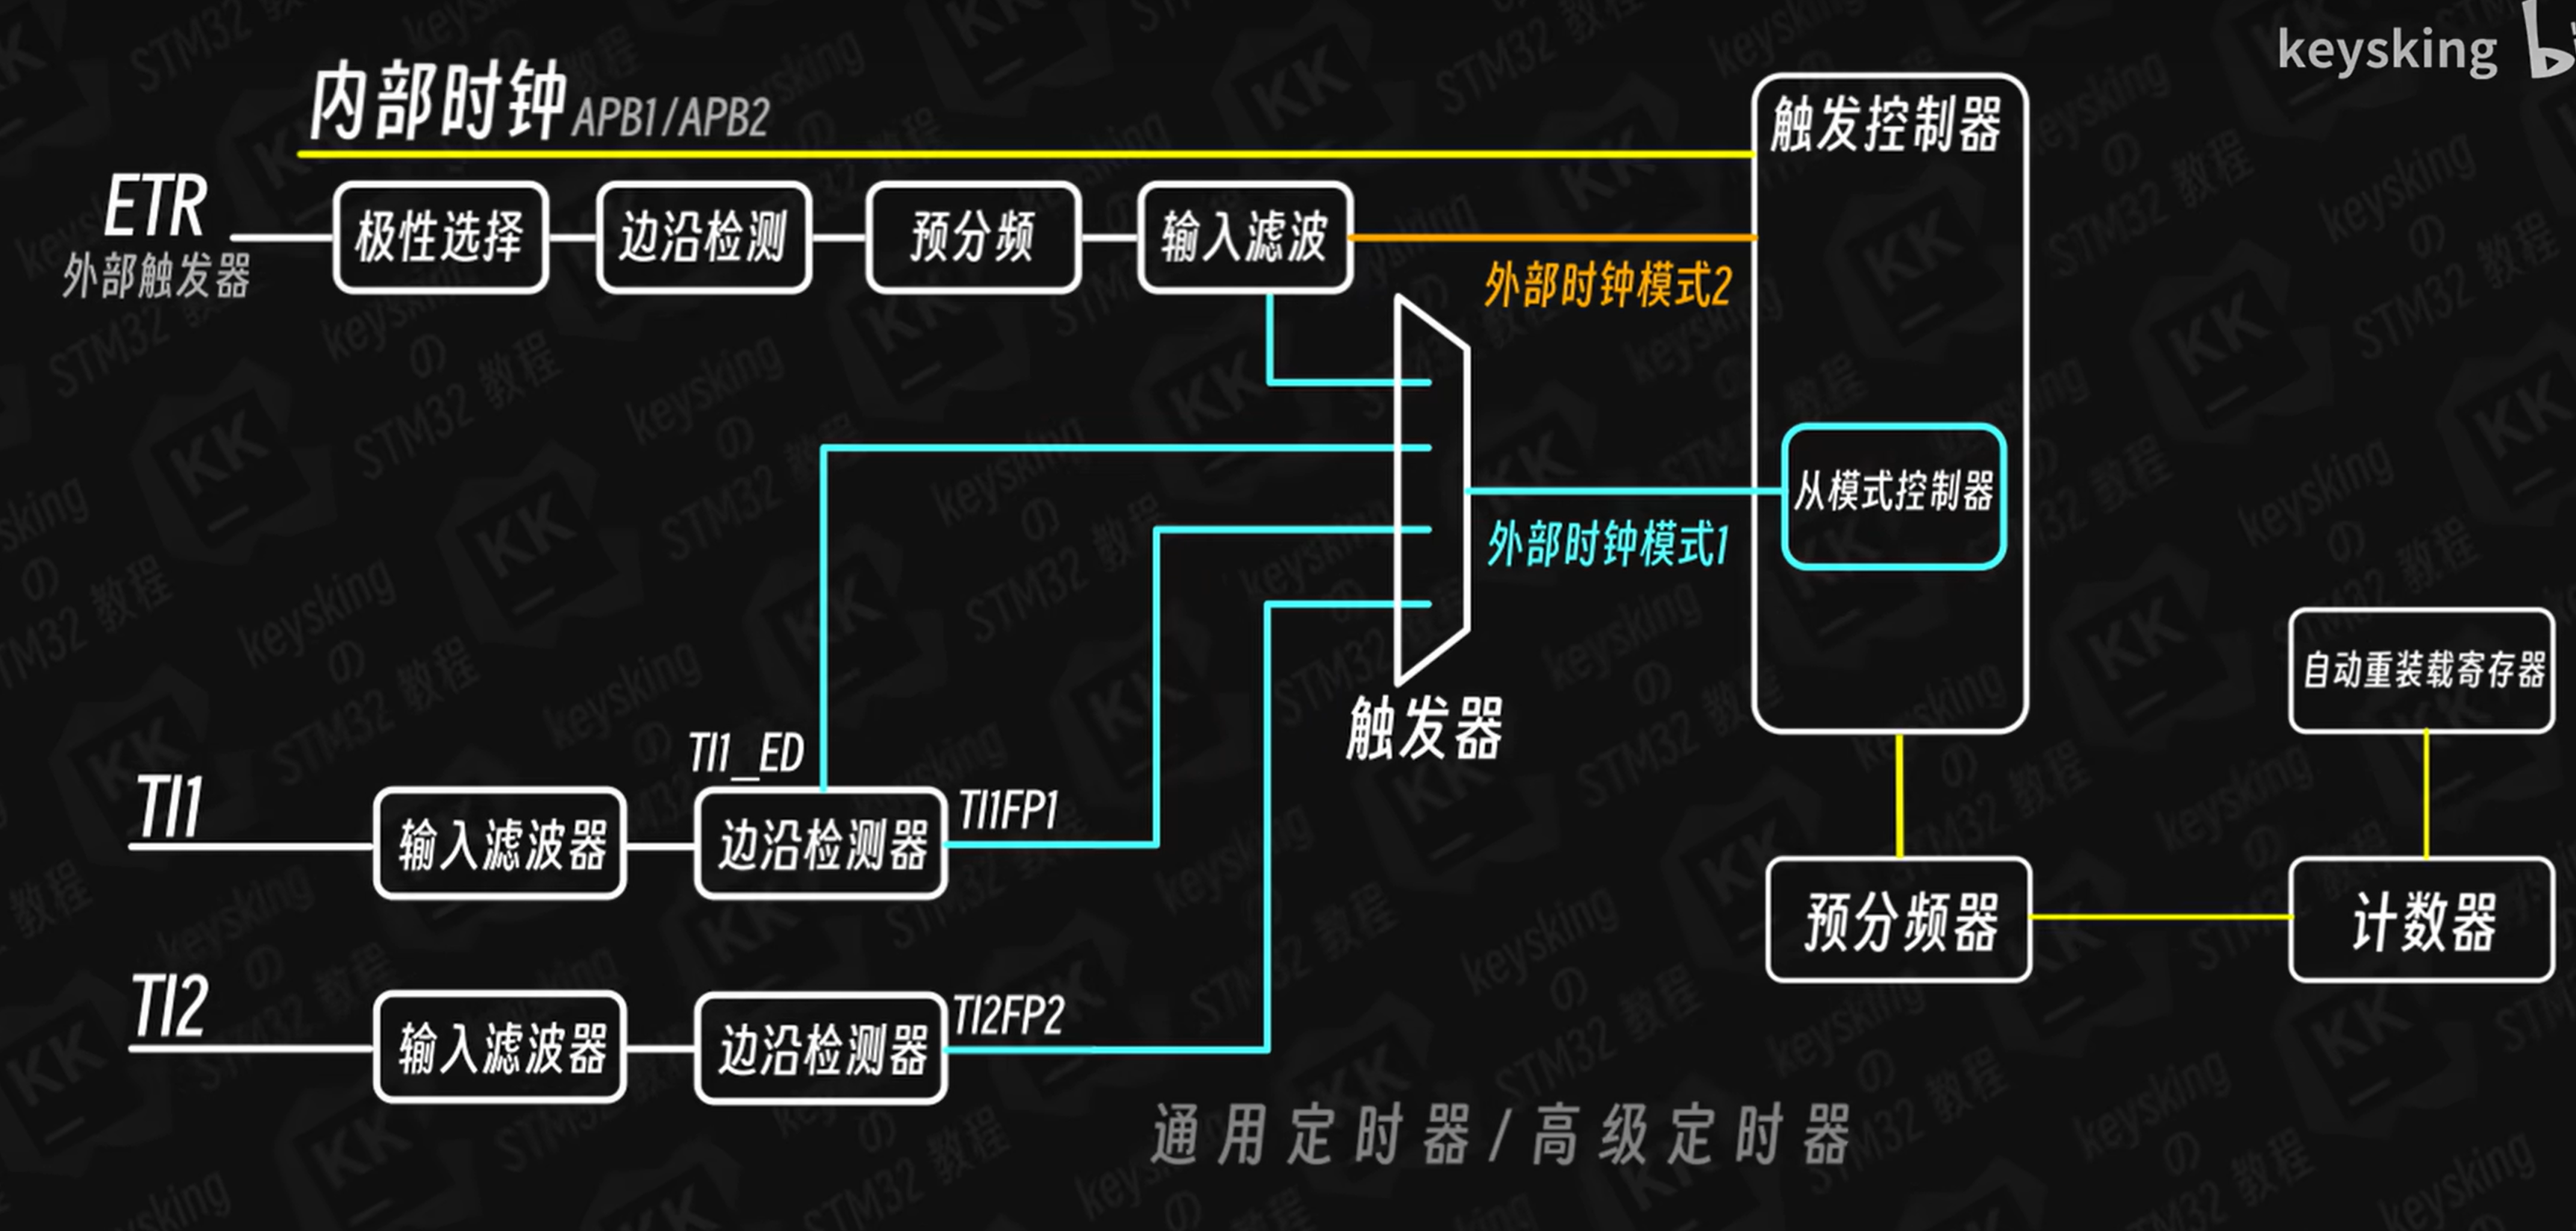 keysking
内部时钟 APB1/APB2
触发控制器
ETR
外部触发器
极性选择
边沿检测
预分频
输入滤波
外部时钟模式2
从模式控制器
外部时钟模式1
自动重装载寄存器
触发器
TI1_ED
TI1
输入滤波器
边沿检测器
TI1FP1
预分频器
计数器
TI2
输入滤波器
边沿检测器
TI2FP2
通用定时器/高级定时器